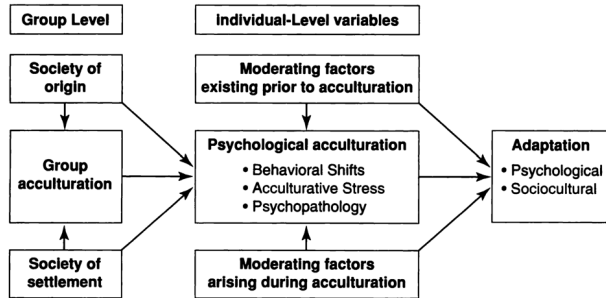 Group Level
Individual-Level variables
Society of
origin
Moderating factors
existing prior to acculturation
Group
acculturation
Psychological acculturation
• Behavioral Shifts
• Acculturative Stress
• Psychopathology
Adaptation
• Psychological
• Sociocultural
Society of
settlement
Moderating factors
arising during acculturation